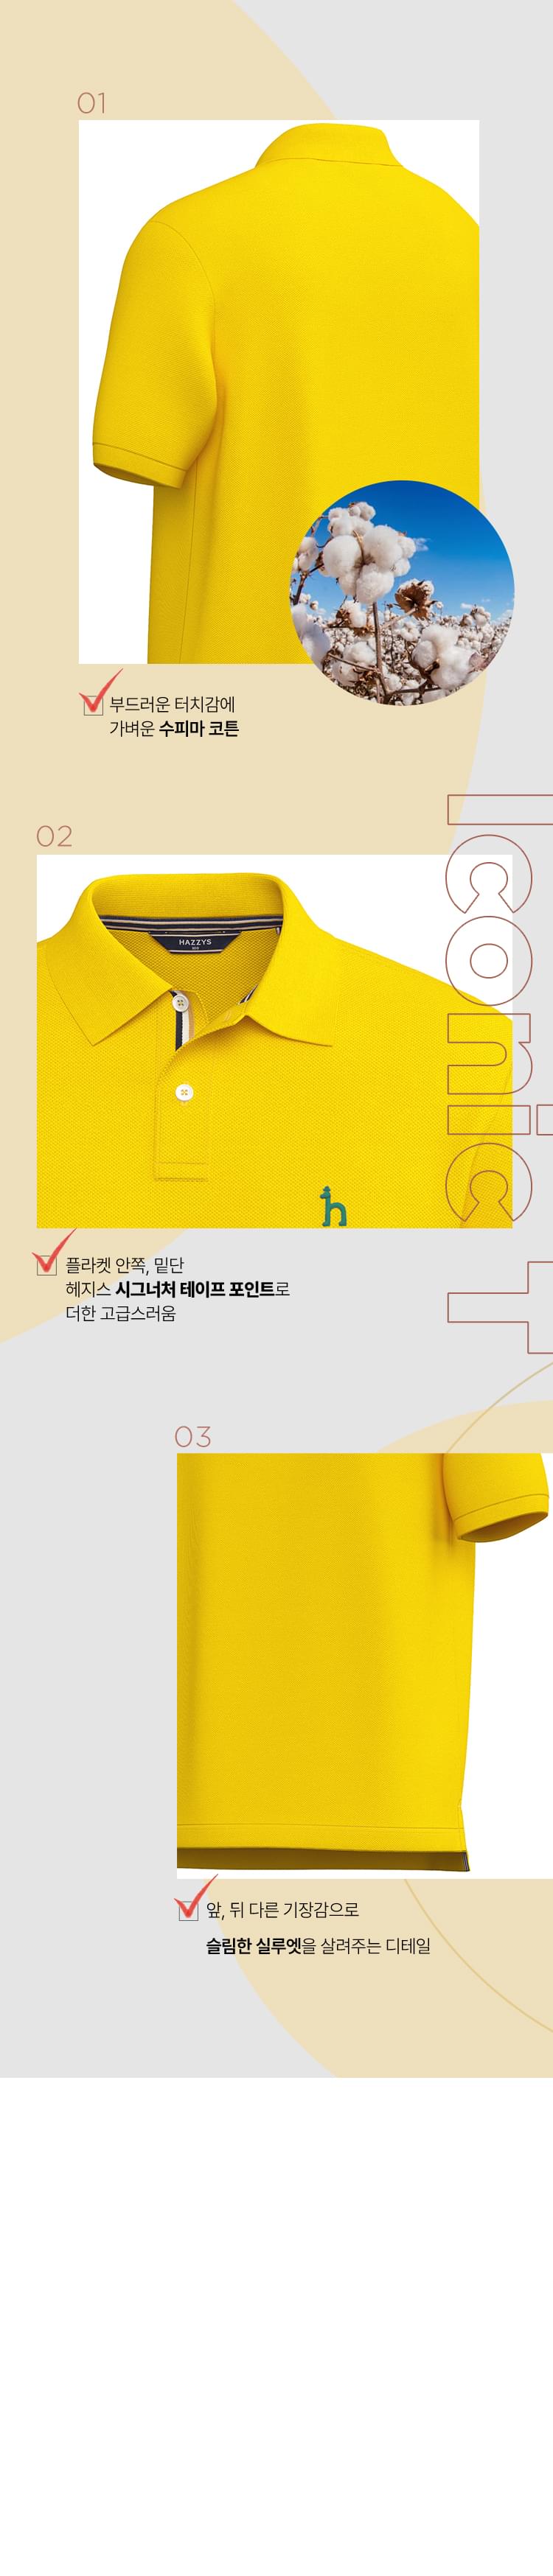 01
부드러운 터치감에
가벼운 수피마 코튼
02
HAZZYS
h
플라켓 안쪽, 밑단
헤지스 시그너처 테이프 포인트로
더한 고급스러움
Iconic T
03
앞, 뒤 다른 기장감으로
슬림한 실루엣을 살려주는 디테일